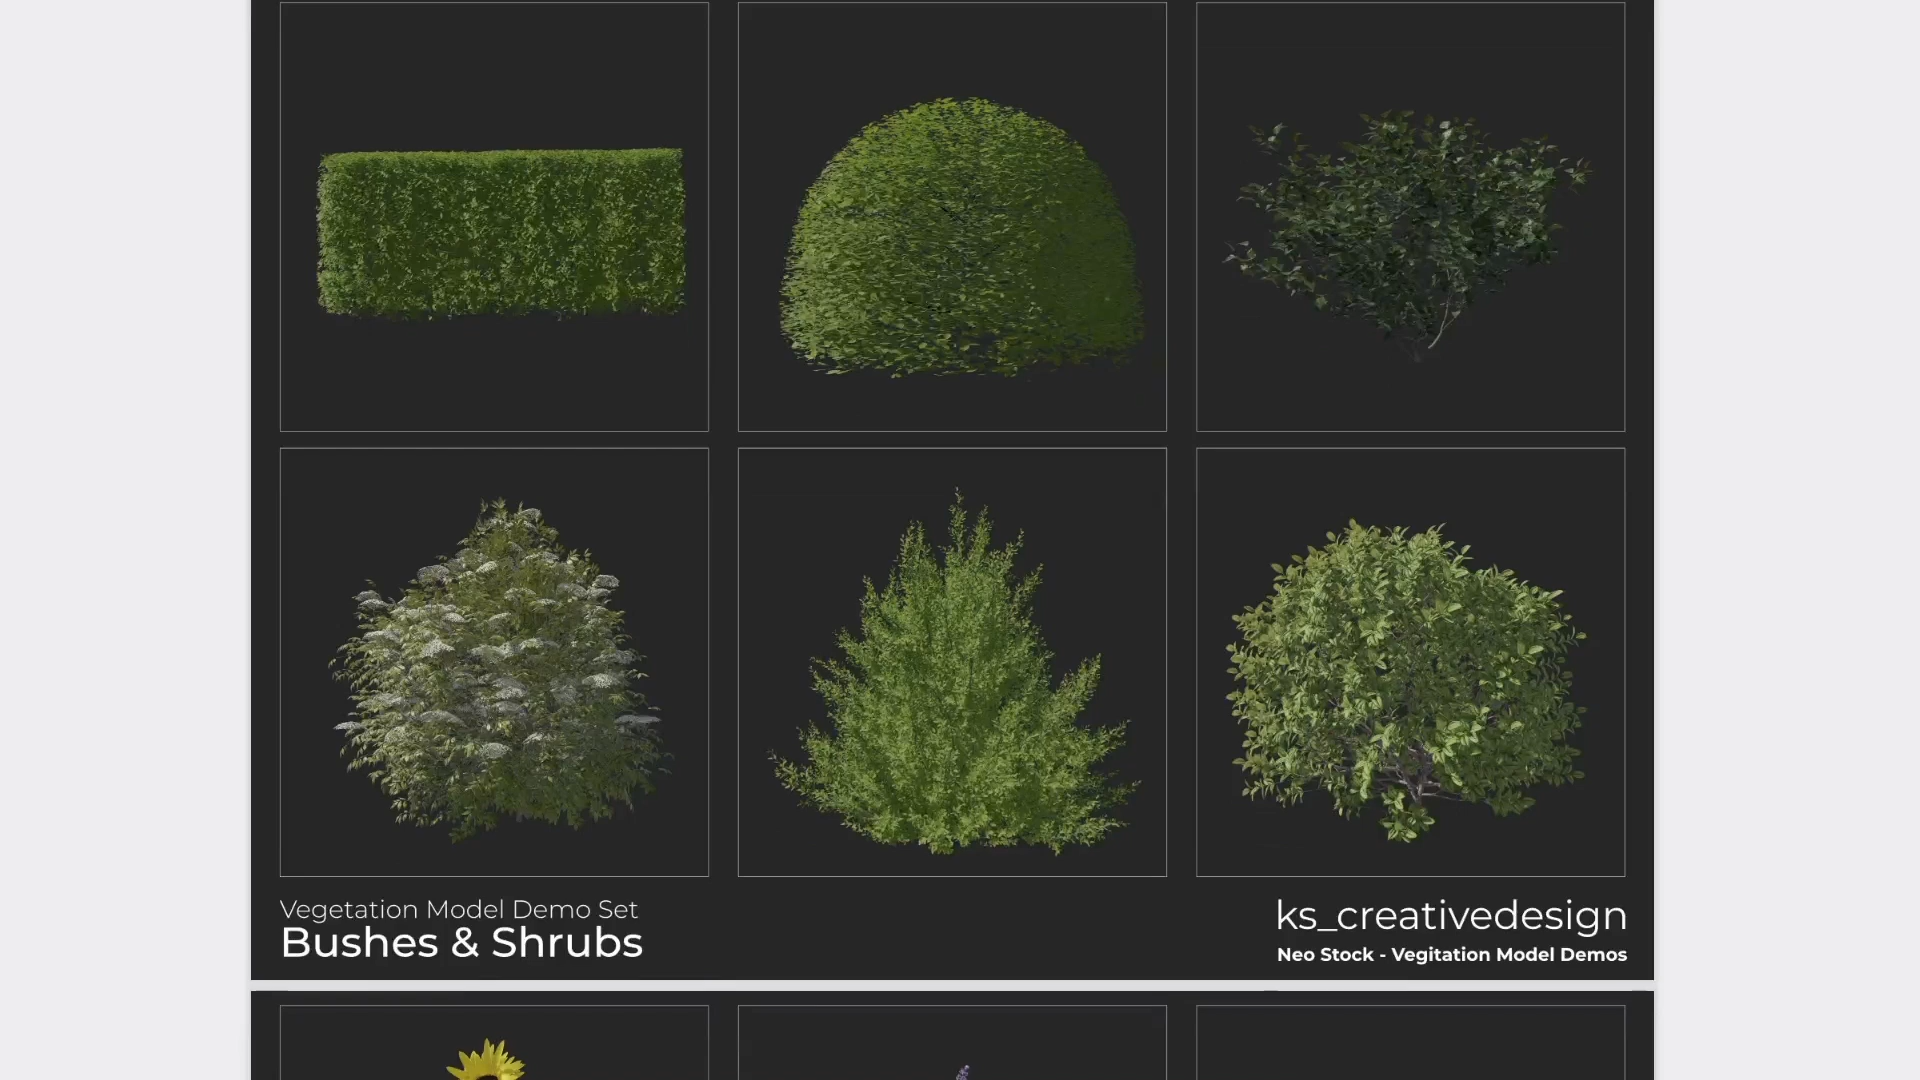 Vegetation Model Demo Set
Bushes & Shrubs
ks_creativedesign
Neo Stock - Vegitation Model Demos